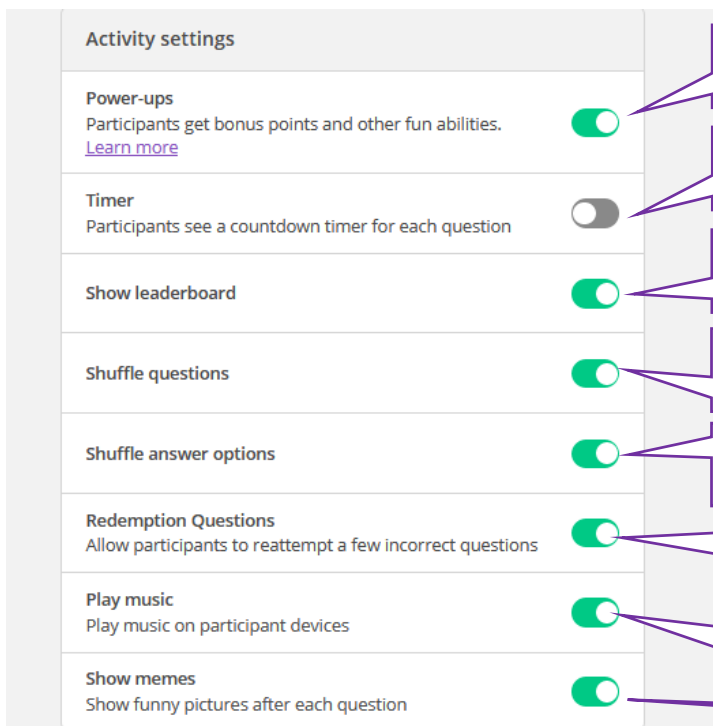 Activity settings
Power-ups
Participants get bonus points and other fun abilities.
Learn more
Timer
Participants see a countdown timer for each question
Show leaderboard
Shuffle questions
Shuffle answer options
Redemption Questions
Allow participants to reattempt a few incorrect questions
Play music
Play music on participant devices
Show memes
Show funny pictures after each question